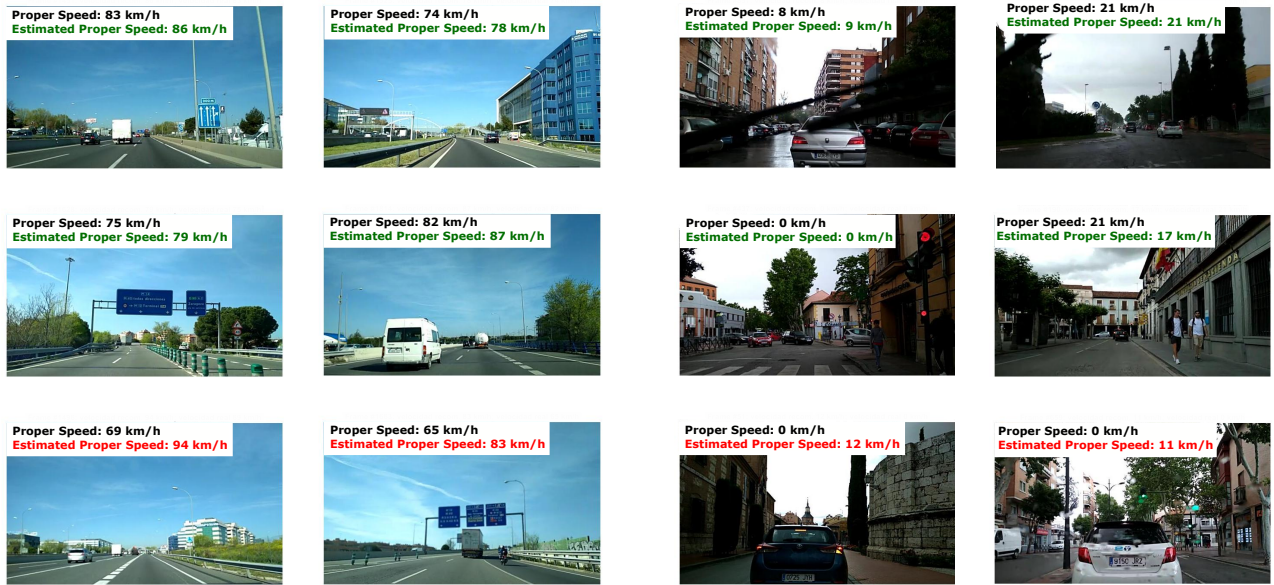 Proper Speed: 83 km/h
Estimated Proper Speed: 86 km/h
Proper Speed: 74 km/h
Estimated Proper Speed: 78 km/h
Proper Speed: 8 km/h
Estimated Proper Speed: 9 km/h
Proper Speed: 21 km/h
Estimated Proper Speed: 21 km/h
Proper Speed: 75 km/h
Estimated Proper Speed: 79 km/h
Proper Speed: 82 km/h
Estimated Proper Speed: 87 km/h
Proper Speed: 0 km/h
Estimated Proper Speed: 0 km/h
Proper Speed: 21 km/h
Estimated Proper Speed: 17 km/h
Proper Speed: 69 km/h
Estimated Proper Speed: 94 km/h
Proper Speed: 65 km/h
Estimated Proper Speed: 83 km/h
Proper Speed: 0 km/h
Estimated Proper Speed: 12 km/h
Proper Speed: 0 km/h
Estimated Proper Speed: 11 km/h
9150 JRZ